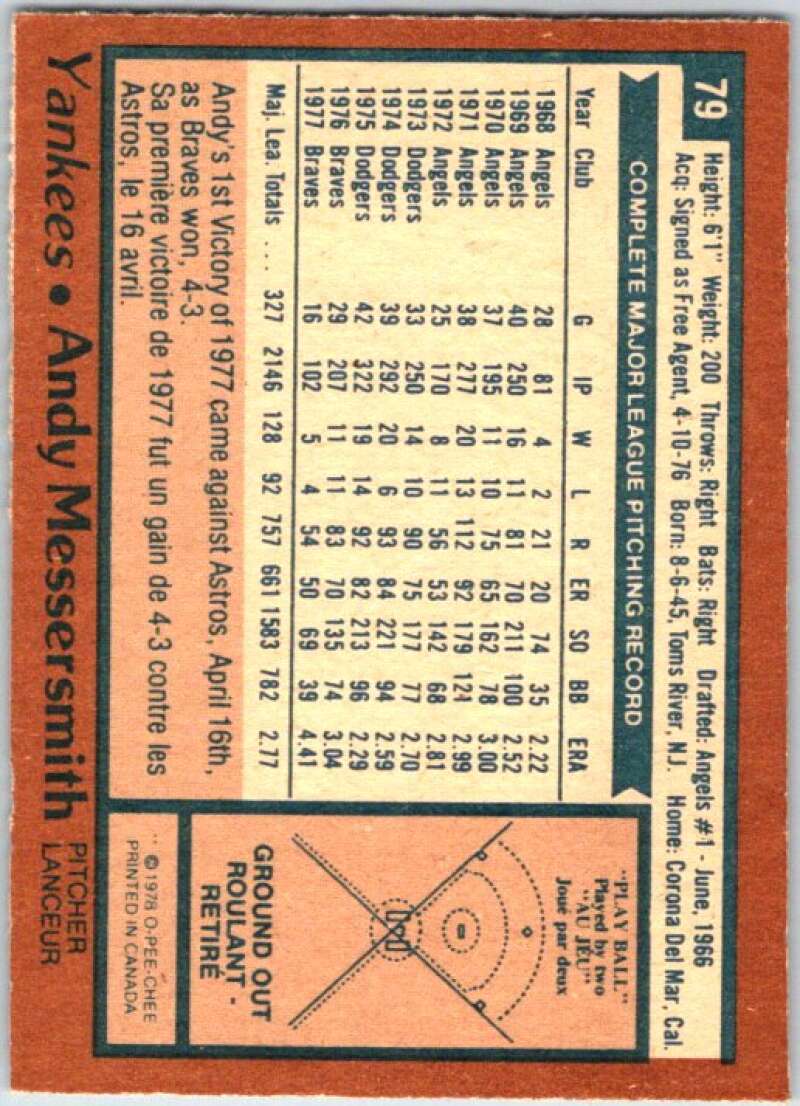 79
Height: 6'1" Weight: 200 Throws: Right Bats: Right Drafted: Angels #1 - June, 1966
Acq: Signed as Free Agent, 4-10-76 Born: 8-6-45, Toms River, N.J. Home: Corona Del Mar, Cal.
COMPLETE MAJOR LEAGUE PITCHING RECORD
Year Club G IP W L R ER SO BB ERA
1968 Angels 28 81 4 2 21 20 74 35 2.22
1969 Angels 40 250 16 11 81 70 211 100 2.52
1970 Angels 37 195 11 10 75 65 162 78 3.00
1971 Angels 38 277 20 13 112 92 179 121 2.99
1972 Angels 25 170 8 11 56 53 142 68 2.81
1973 Dodgers 33 250 14 10 90 75 177 77 2.70
1974 Dodgers 39 292 20 6 93 84 221 94 2.59
1975 Dodgers 42 322 19 14 92 82 213 96 2.29
1976 Braves 29 207 11 11 83 70 135 74 3.04
1977 Braves 16 102 5 4 54 50 69 39 4.41
Maj. Lea. Totals ... 327 2146 128 92 757 661 1583 782 2.77
Andy's 1st Victory of 1977 came against Astros, April 16th,
as Braves won, 4-3.
Sa première victoire de 1977 fut un gain de 4-3 contre les
Astros, le 16 avril.
"PLAY BALL"
Played by two
"AU JEU"
Joué par deux
GROUND OUT
ROULANT -
RETIRÉ
" © 1978 O-PEE-CHEE
PRINTED IN CANADA
Yankees • Andy Messersmith PITCHER
LANCEUR